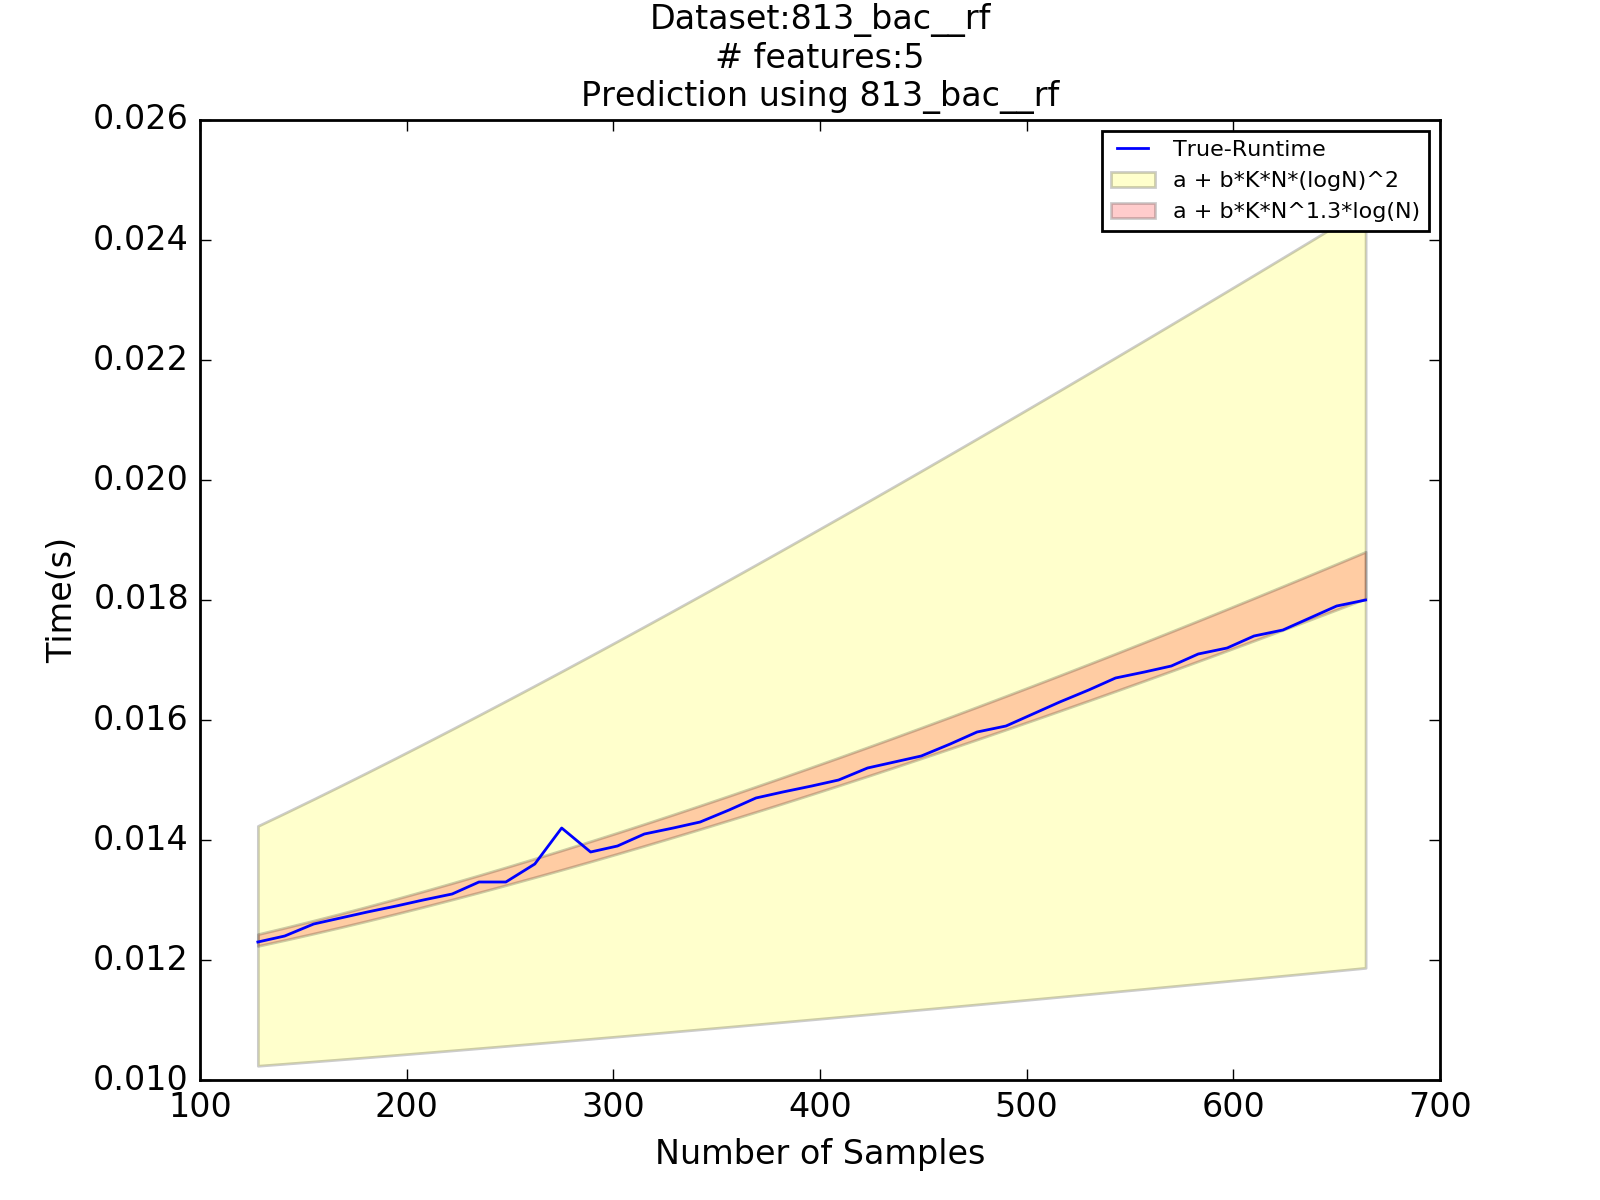 Dataset:813_bac__rf
# features:5
Prediction using 813_bac__rf
True-Runtime
a + b*K*N*(logN)^2
a + b*K*N^1.3*log(N)
0.026
0.024
0.022
0.020
0.018
0.016
0.014
0.012
0.010
Time(s)
100 200 300 400 500 600 700
Number of Samples